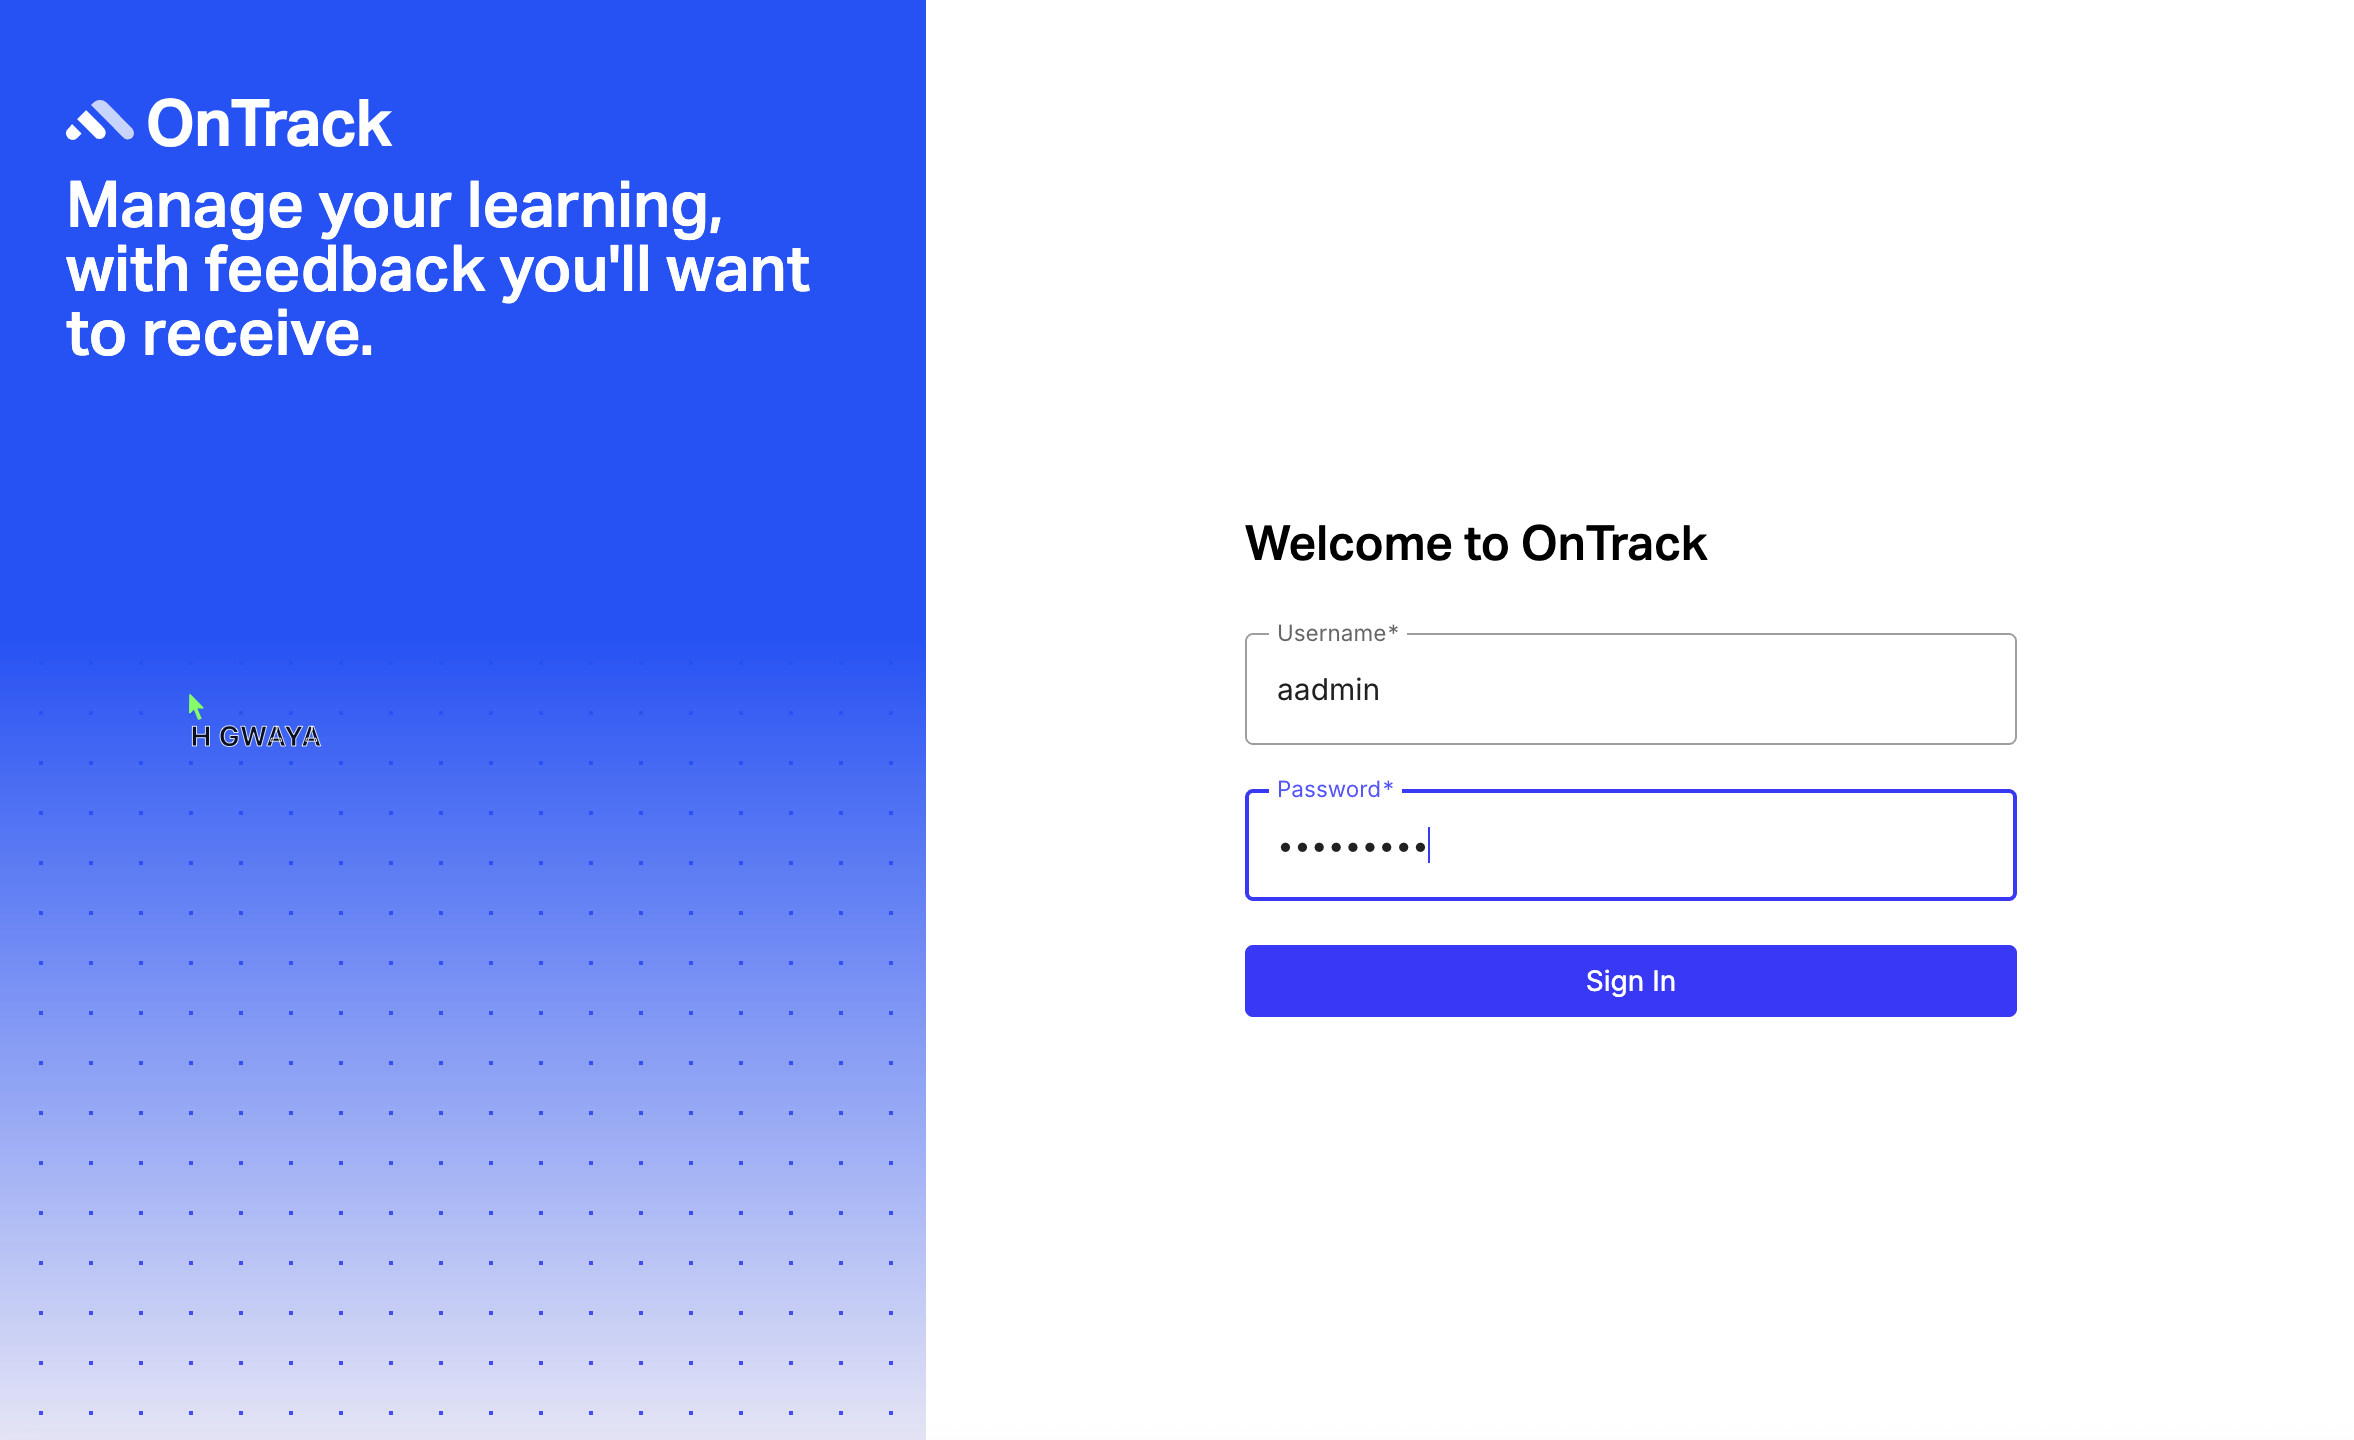 OnTrack
Manage your learning,
with feedback you'll want
to receive.
H GWAYA
Welcome to OnTrack
Username*
aadmin
Password*
•••••••••
Sign In